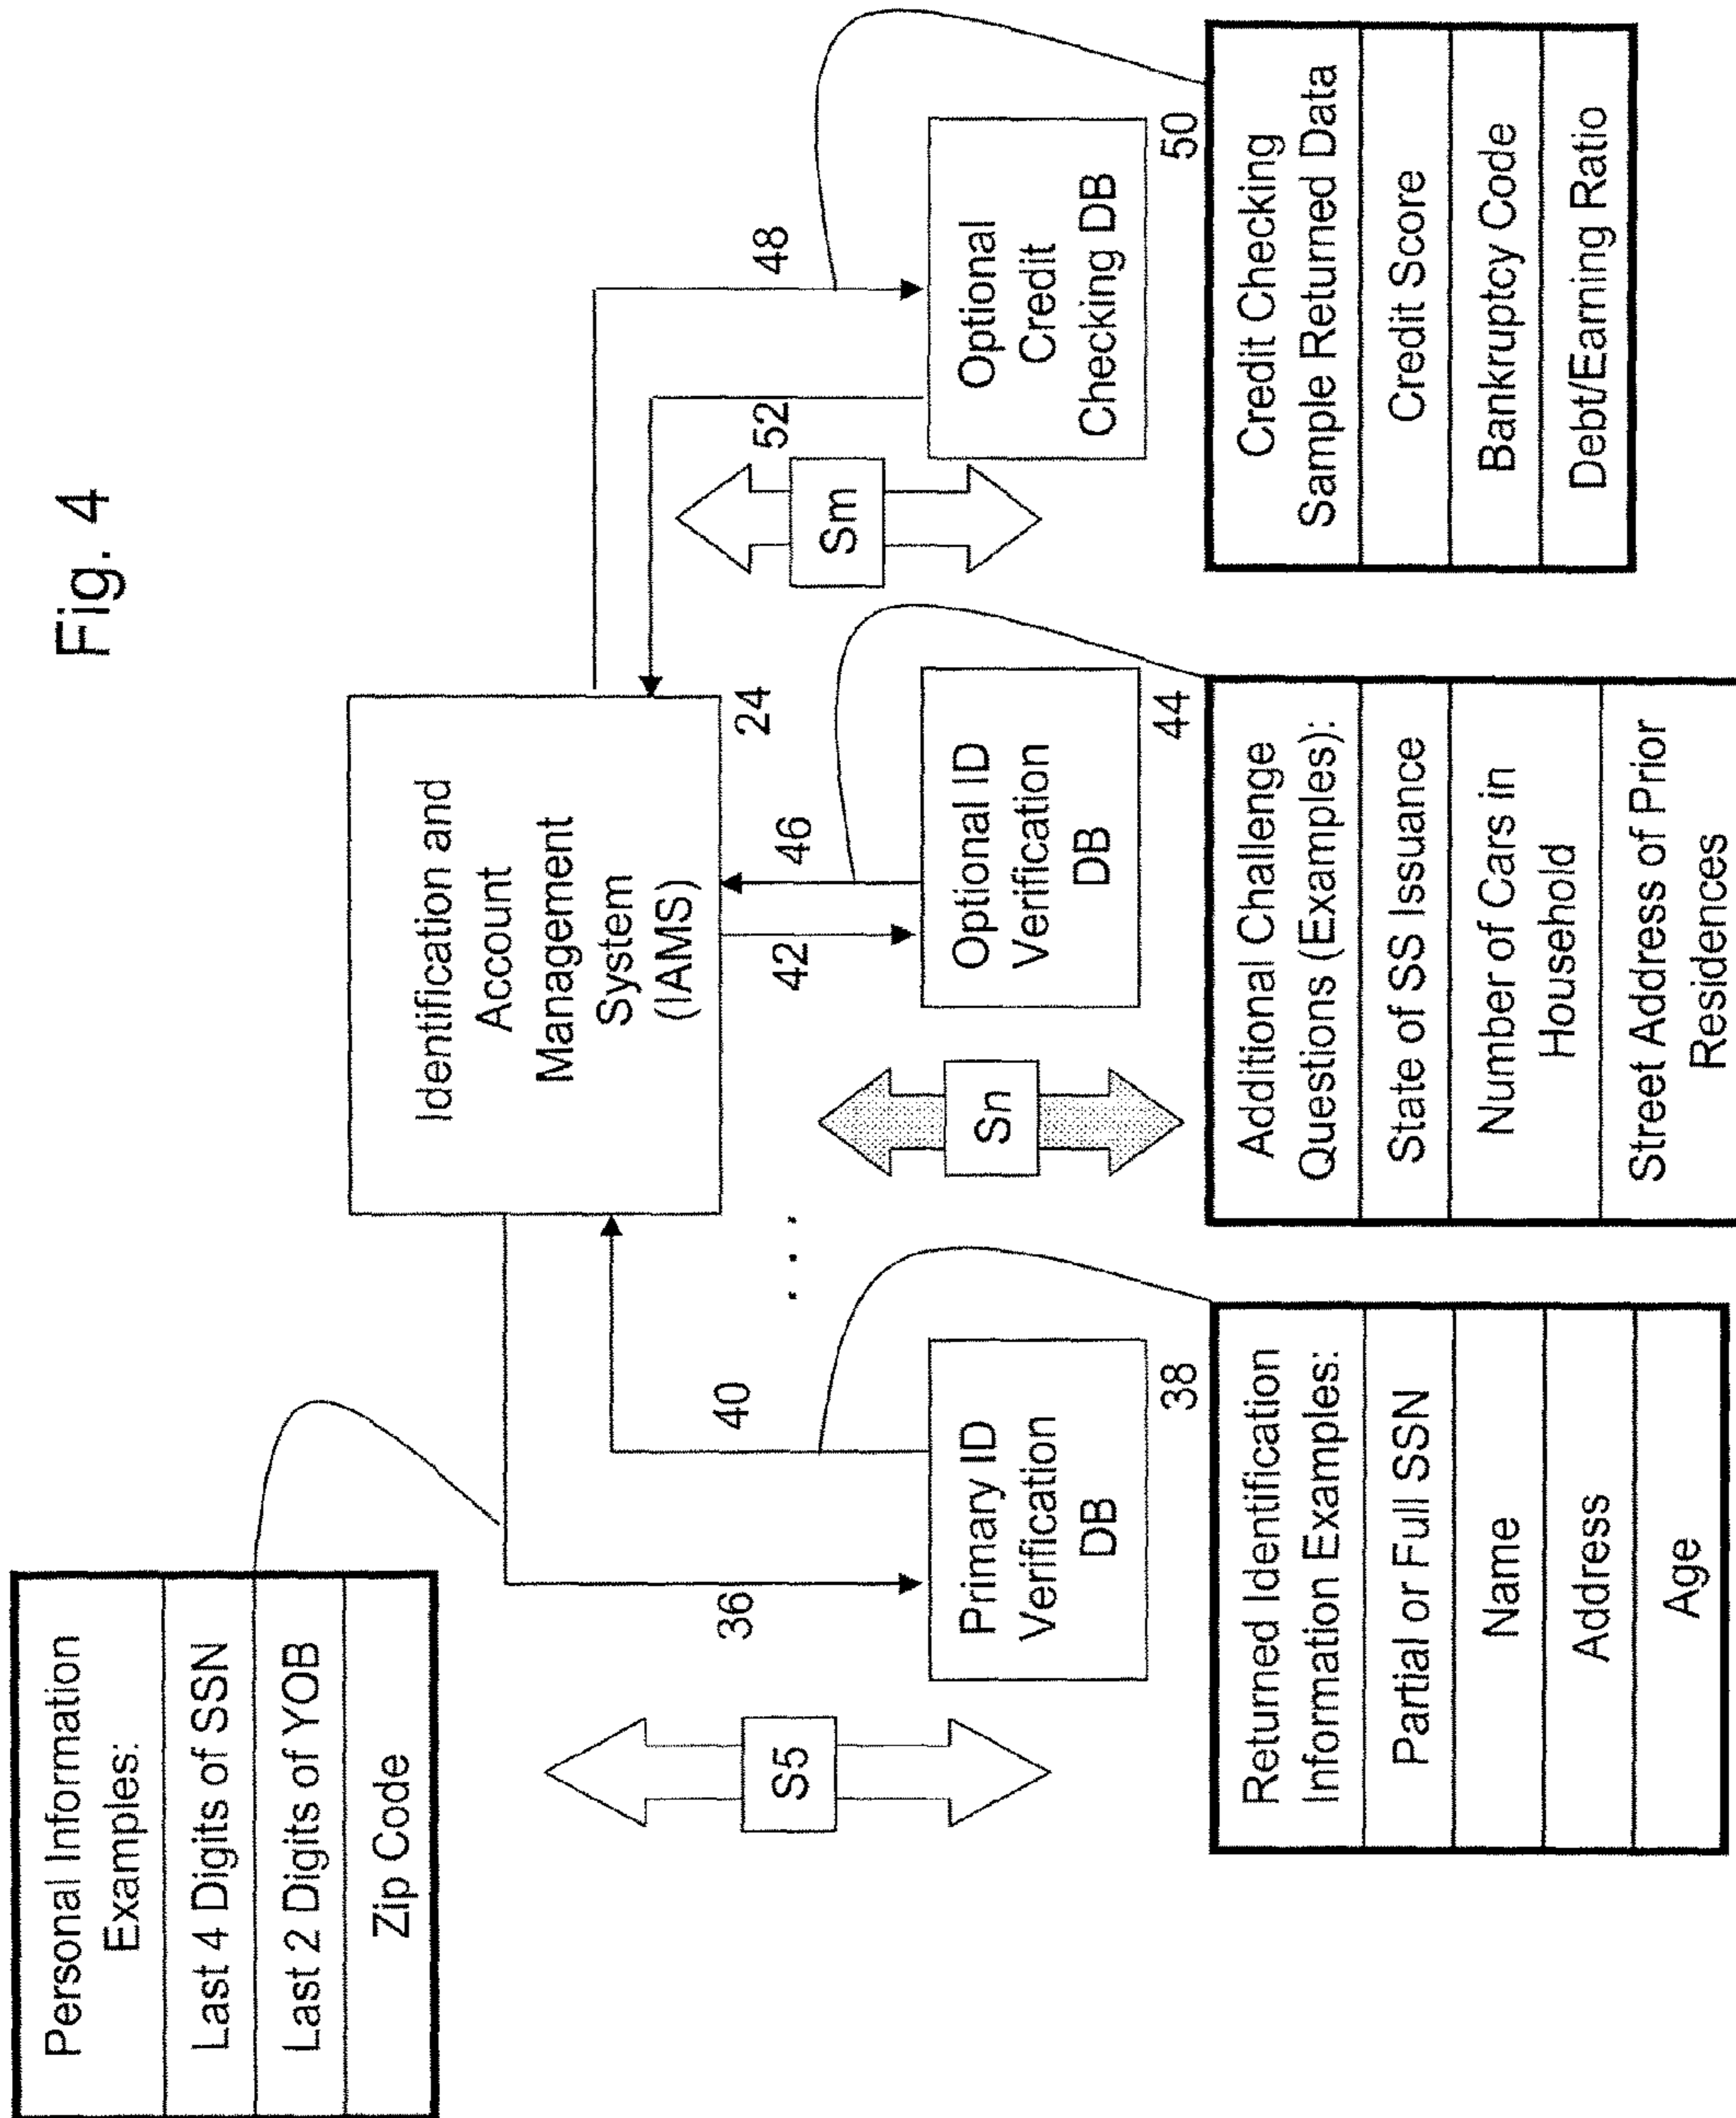 Fig. 4
Personal Information
Examples:
Last 4 Digits of SSN
Last 2 Digits of YOB
Zip Code
Identification and
Account
Management
System
(IAMS)
24
36
40
42
46
48
52
S5
. . .
Sn
Sm
Primary ID
Verification
DB
38
Optional ID
Verification
DB
44
Optional
Credit
Checking DB
50
Returned Identification
Information Examples:
Partial or Full SSN
Name
Address
Age
Additional Challenge
Questions (Examples):
State of SS Issuance
Number of Cars in
Household
Street Address of Prior
Residences
Credit Checking
Sample Returned Data
Credit Score
Bankruptcy Code
Debt/Earning Ratio